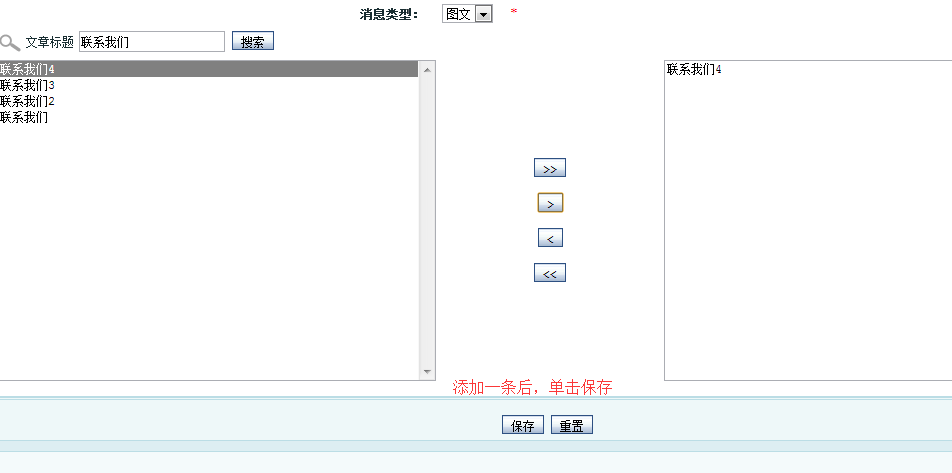 消息类型： 图文 *
文章标题 联系我们 搜索
联系我们4
联系我们3
联系我们2
联系我们
>>
>
<
<<
联系我们4
添加一条后，单击保存
保存 重置